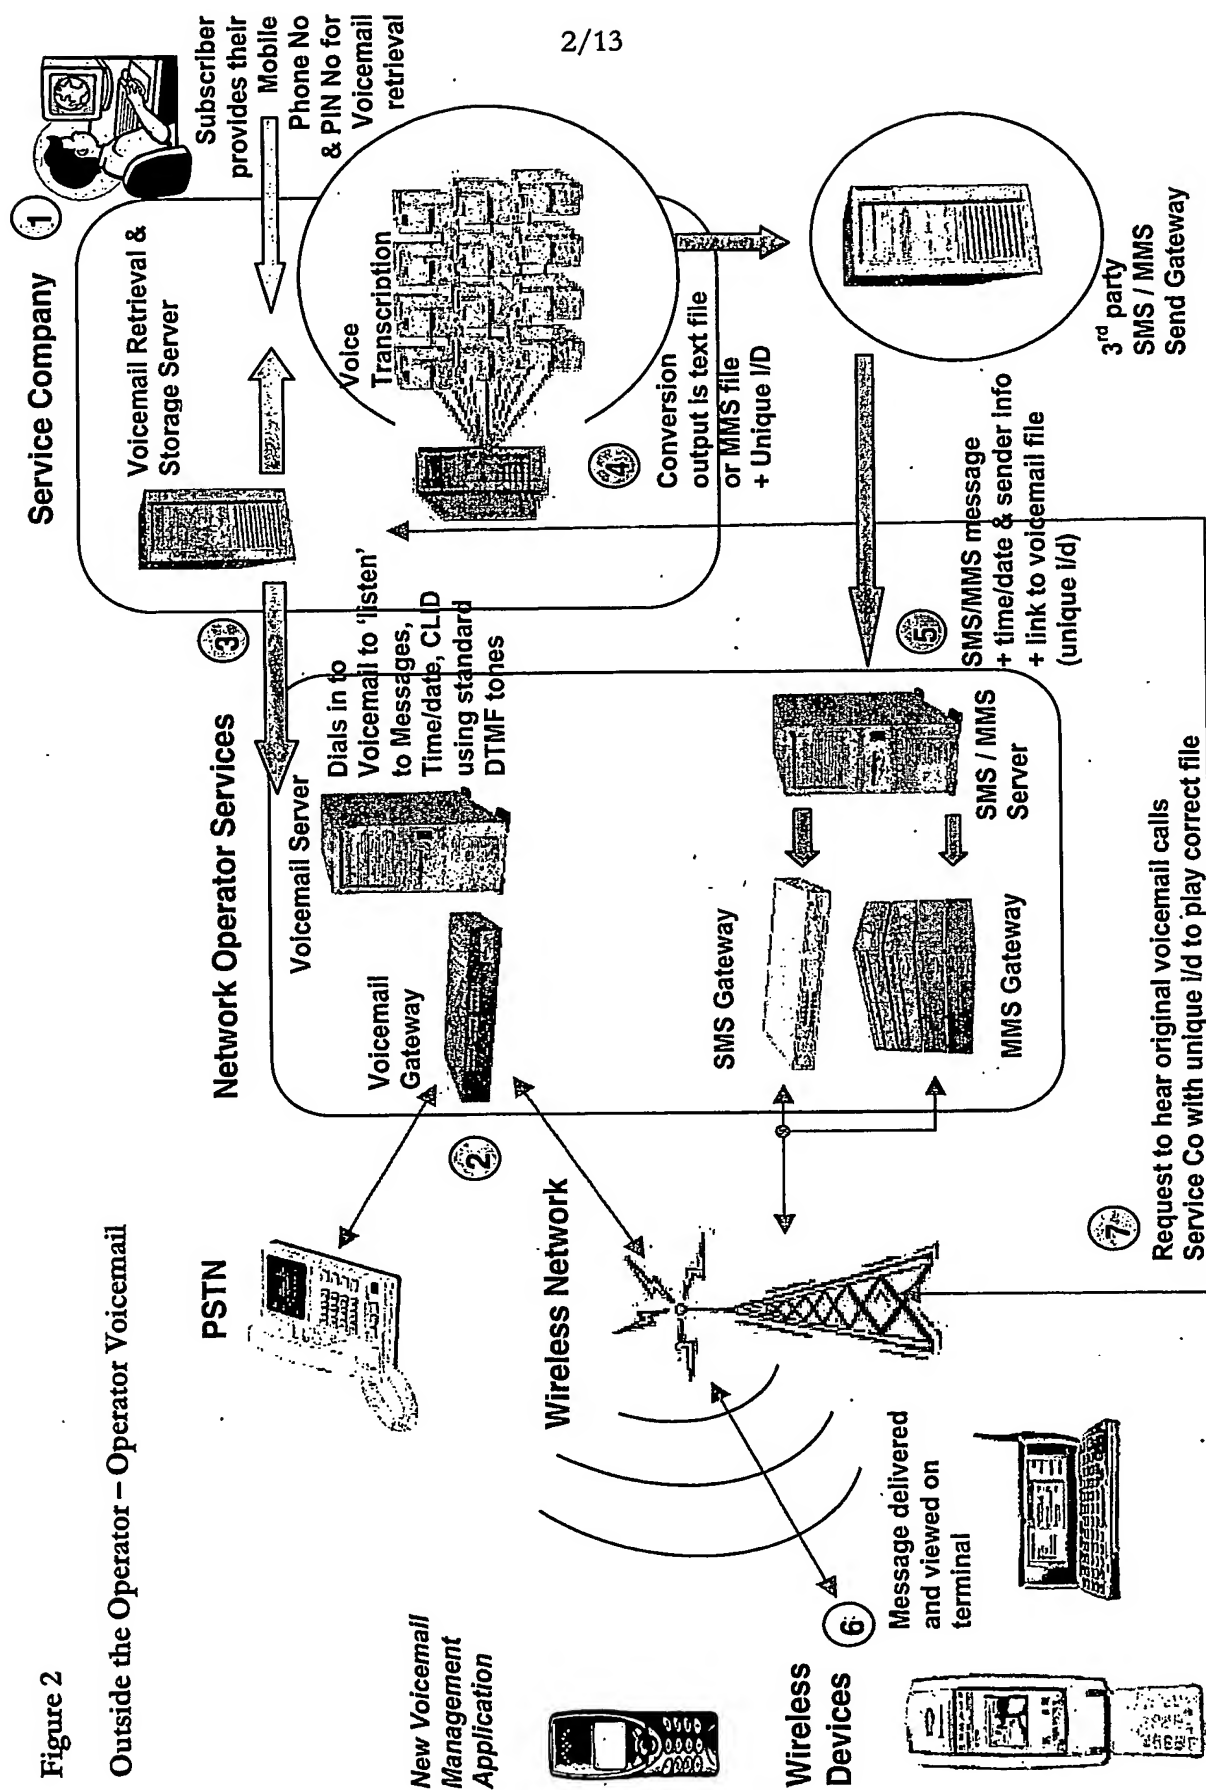 2/13
Figure 2
Outside the Operator – Operator Voicemail
Service Company
1
Subscriber
provides their
Mobile
Phone No
& PIN No for
Voicemail
retrieval
Voicemail Retrieval &
Storage Server
Voice
Transcription
3
4
Conversion
output is text file
or MMS file
+ Unique I/D
3rd party
SMS / MMS
Send Gateway
Network Operator Services
Voicemail Server
Dials in to
Voicemail to 'listen'
to Messages,
Time/date, CLID
using standard
DTMF tones
Voicemail
Gateway
5
SMS/MMS message
+ time/date & sender info
+ link to voicemail file
(unique I/d)
SMS / MMS
Server
SMS Gateway
MMS Gateway
PSTN
2
Wireless Network
7
Request to hear original voicemail calls
Service Co with unique I/d to play correct file
New Voicemail
Management
Application
6
Message delivered
and viewed on
terminal
Wireless
Devices